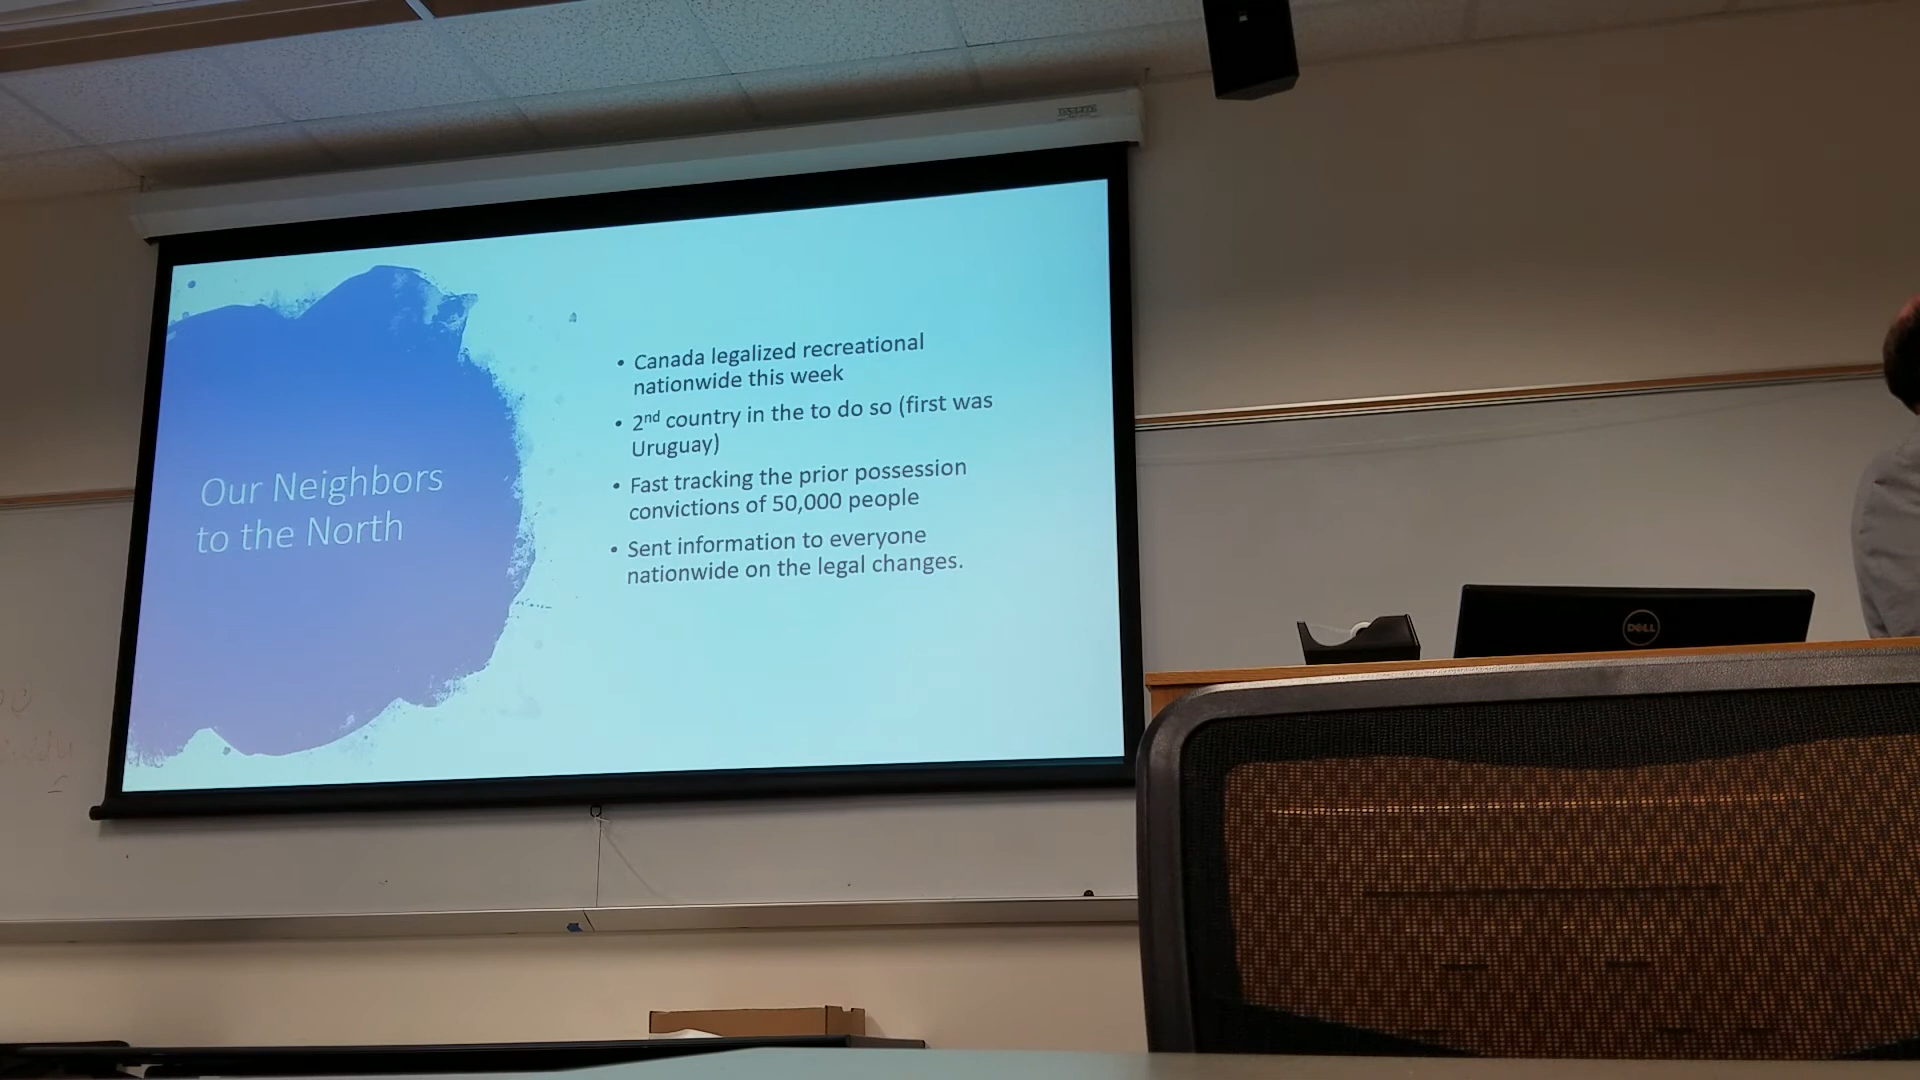 Our Neighbors
to the North
• Canada legalized recreational
nationwide this week
• 2nd country in the to do so (first was
Uruguay)
• Fast tracking the prior possession
convictions of 50,000 people
• Sent information to everyone
nationwide on the legal changes.
DELL